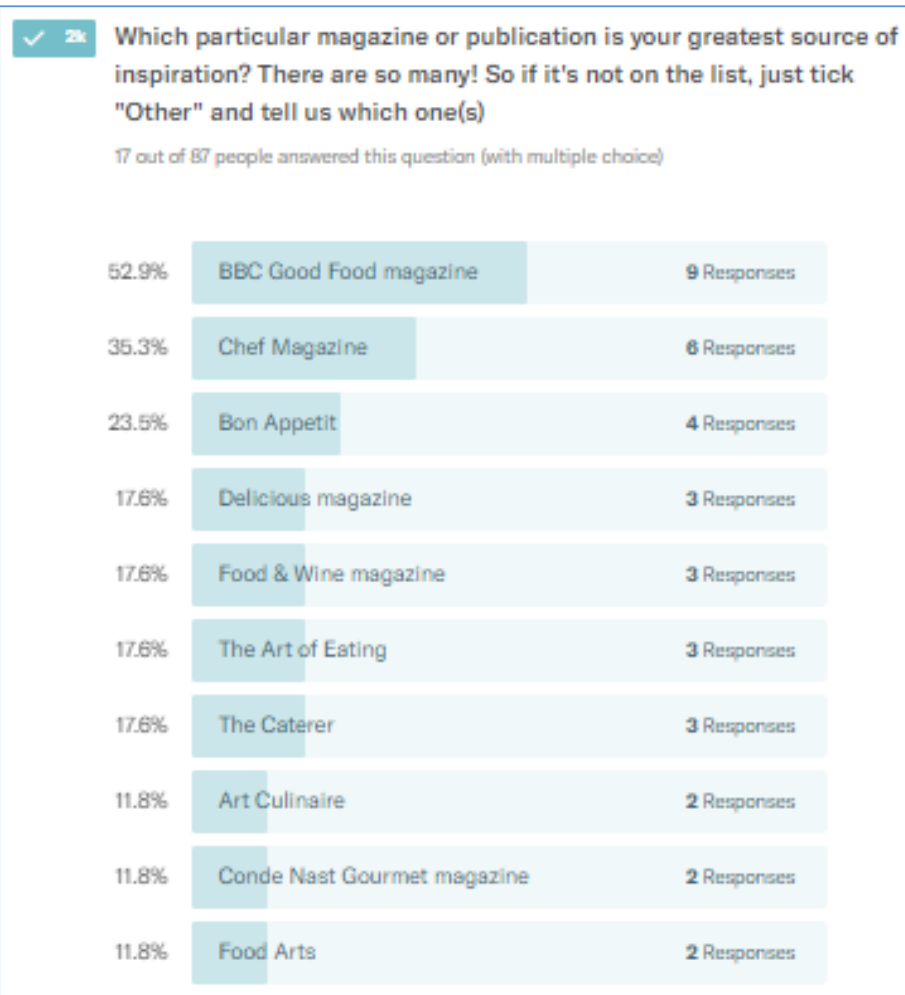 2k
Which particular magazine or publication is your greatest source of
inspiration? There are so many! So if it's not on the list, just tick
"Other" and tell us which one(s)
17 out of 87 people answered this question (with multiple choice)
52.9% BBC Good Food magazine 9 Responses
35.3% Chef Magazine 6 Responses
23.5% Bon Appetit 4 Responses
17.6% Delicious magazine 3 Responses
17.6% Food & Wine magazine 3 Responses
17.6% The Art of Eating 3 Responses
17.6% The Caterer 3 Responses
11.8% Art Culinaire 2 Responses
11.8% Conde Nast Gourmet magazine 2 Responses
11.8% Food Arts 2 Responses